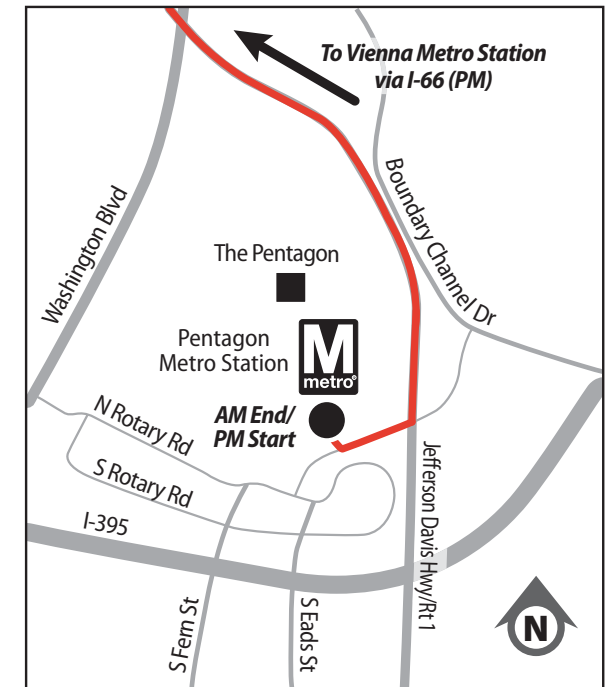 To Vienna Metro Station
via I-66 (PM)
Washington Blvd
Boundary Channel Dr
The Pentagon
Pentagon
Metro Station
M
metro®
AM End/
PM Start
N Rotary Rd
S Rotary Rd
I-395
Jefferson Davis Hwy/Rt 1
S Fern St
S Eads St
N